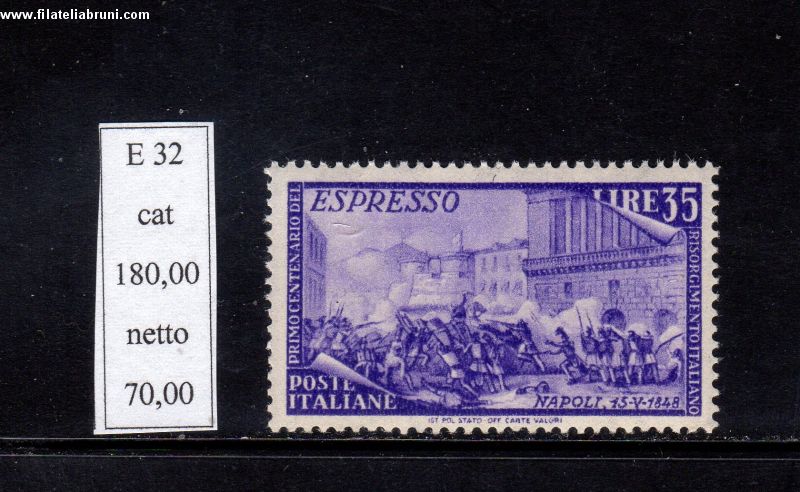 www.filateliabruni.com
E 32
cat
180,00
netto
70,00
ESPRESSO
LIRE 35
PRIMO CENTENARIO DEL
RISORGIMENTO ITALIANO
POSTE
ITALIANE
NAPOLI, 15-V-1848
IST. POL. STATO-OFF. CARTE VALORI